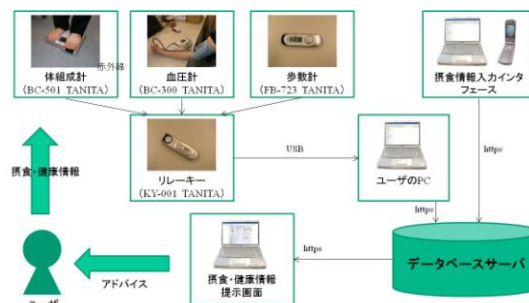 赤外線
体組成計
(BC-501 TANITA)
血圧計
(BC-300 TANITA)
歩数計
(FB-723 TANITA)
摂食情報入力インタ
フェース
摂食・健康情報
リレーキー
(KY-001 TANITA)
USB
ユーザのPC
https
https
データベースサーバ
https
摂食・健康情報
提示画面
アドバイス
ユーザ